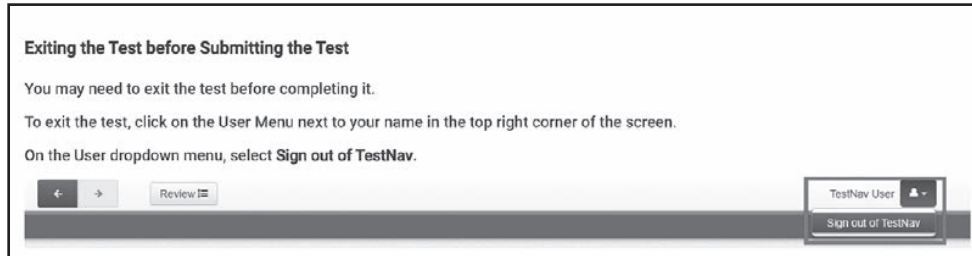 Exiting the Test before Submitting the Test
You may need to exit the test before completing it.
To exit the test, click on the User Menu next to your name in the top right corner of the screen.
On the User dropdown menu, select Sign out of TestNav.
Review TestNav User
Sign out of TestNav